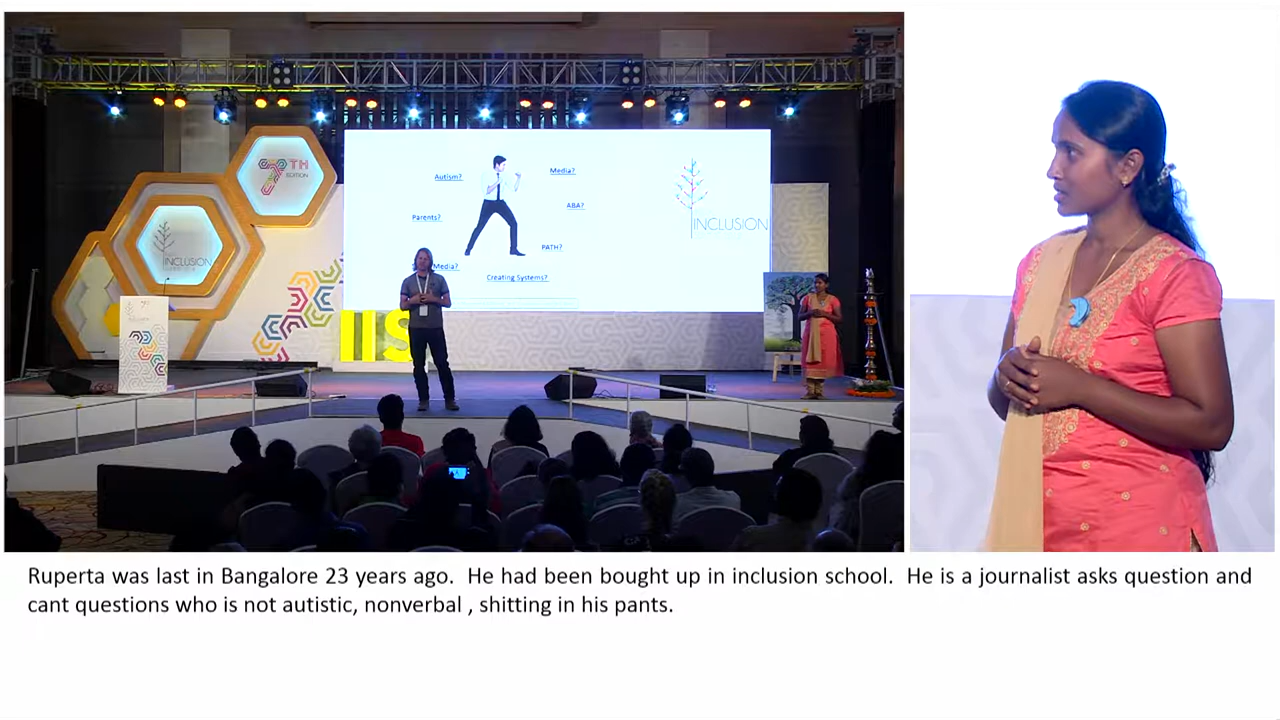 7TH
EDITION
Autism?
Media?
ABA?
Parents?
PATH?
Media?
Creating Systems?
INCLUSION
INCLUSION
IIS
Ruperta was last in Bangalore 23 years ago.  He had been bought up in inclusion school.  He is a journalist asks question and
cant questions who is not autistic, nonverbal , shitting in his pants.